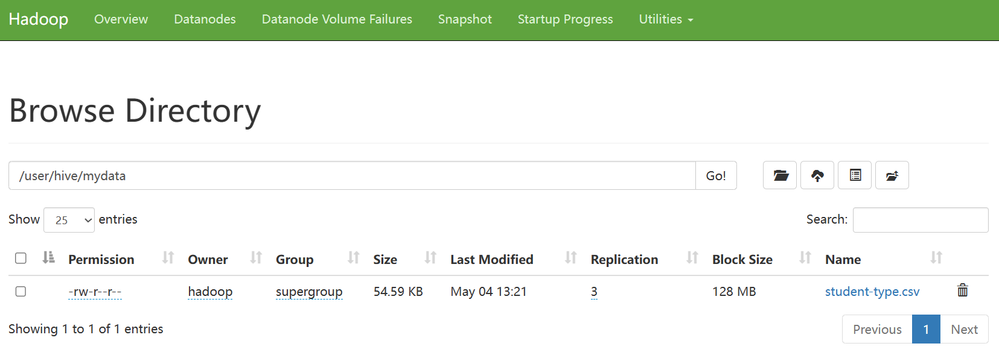 Hadoop Overview Datanodes Datanode Volume Failures Snapshot Startup Progress Utilities
Browse Directory
/user/hive/mydata Go!
Show 25 entries Search:
Permission Owner Group Size Last Modified Replication Block Size Name
-rw-r--r-- hadoop supergroup 54.59 KB May 04 13:21 3 128 MB student-type.csv
Showing 1 to 1 of 1 entries Previous 1 Next